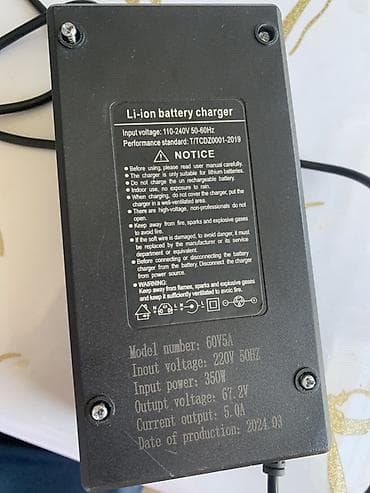 Li-ion battery charger
Input voltage: 110-240V 50-60Hz
Performance standard: T/TCDZ0001-2019
NOTICE
● Before using, please read user manual carefully.
● The charger is only suitable for lithium batteries.
● Do not charge the un rechargeable battery.
● Indoor use, no exposure to rain.
● When charging, do not cover the charger, put the
charger in a well-ventilated area.
● There are high-voltage, non-professionals do not
open.
● Keep away from fire, sparks and explosive gases
to avoid fire.
● If the soft wire is damaged, to avoid danger, it must
be replaced by the manufacturer or its service
department or equivalent.
● Before connecting or disconnecting the battery
charger from the battery. Disconnect the charger
from power source.
● WARNING:
Keep away from flames, sparks and explosive gases
and keep it sufficiently ventilated to avoid fire.
Model number: 60V5A
Inout voltage: 220V 50HZ
Input power: 350W
Outupt voltage: 67.2V
Current output: 5.0A
Date of production: 2024.03